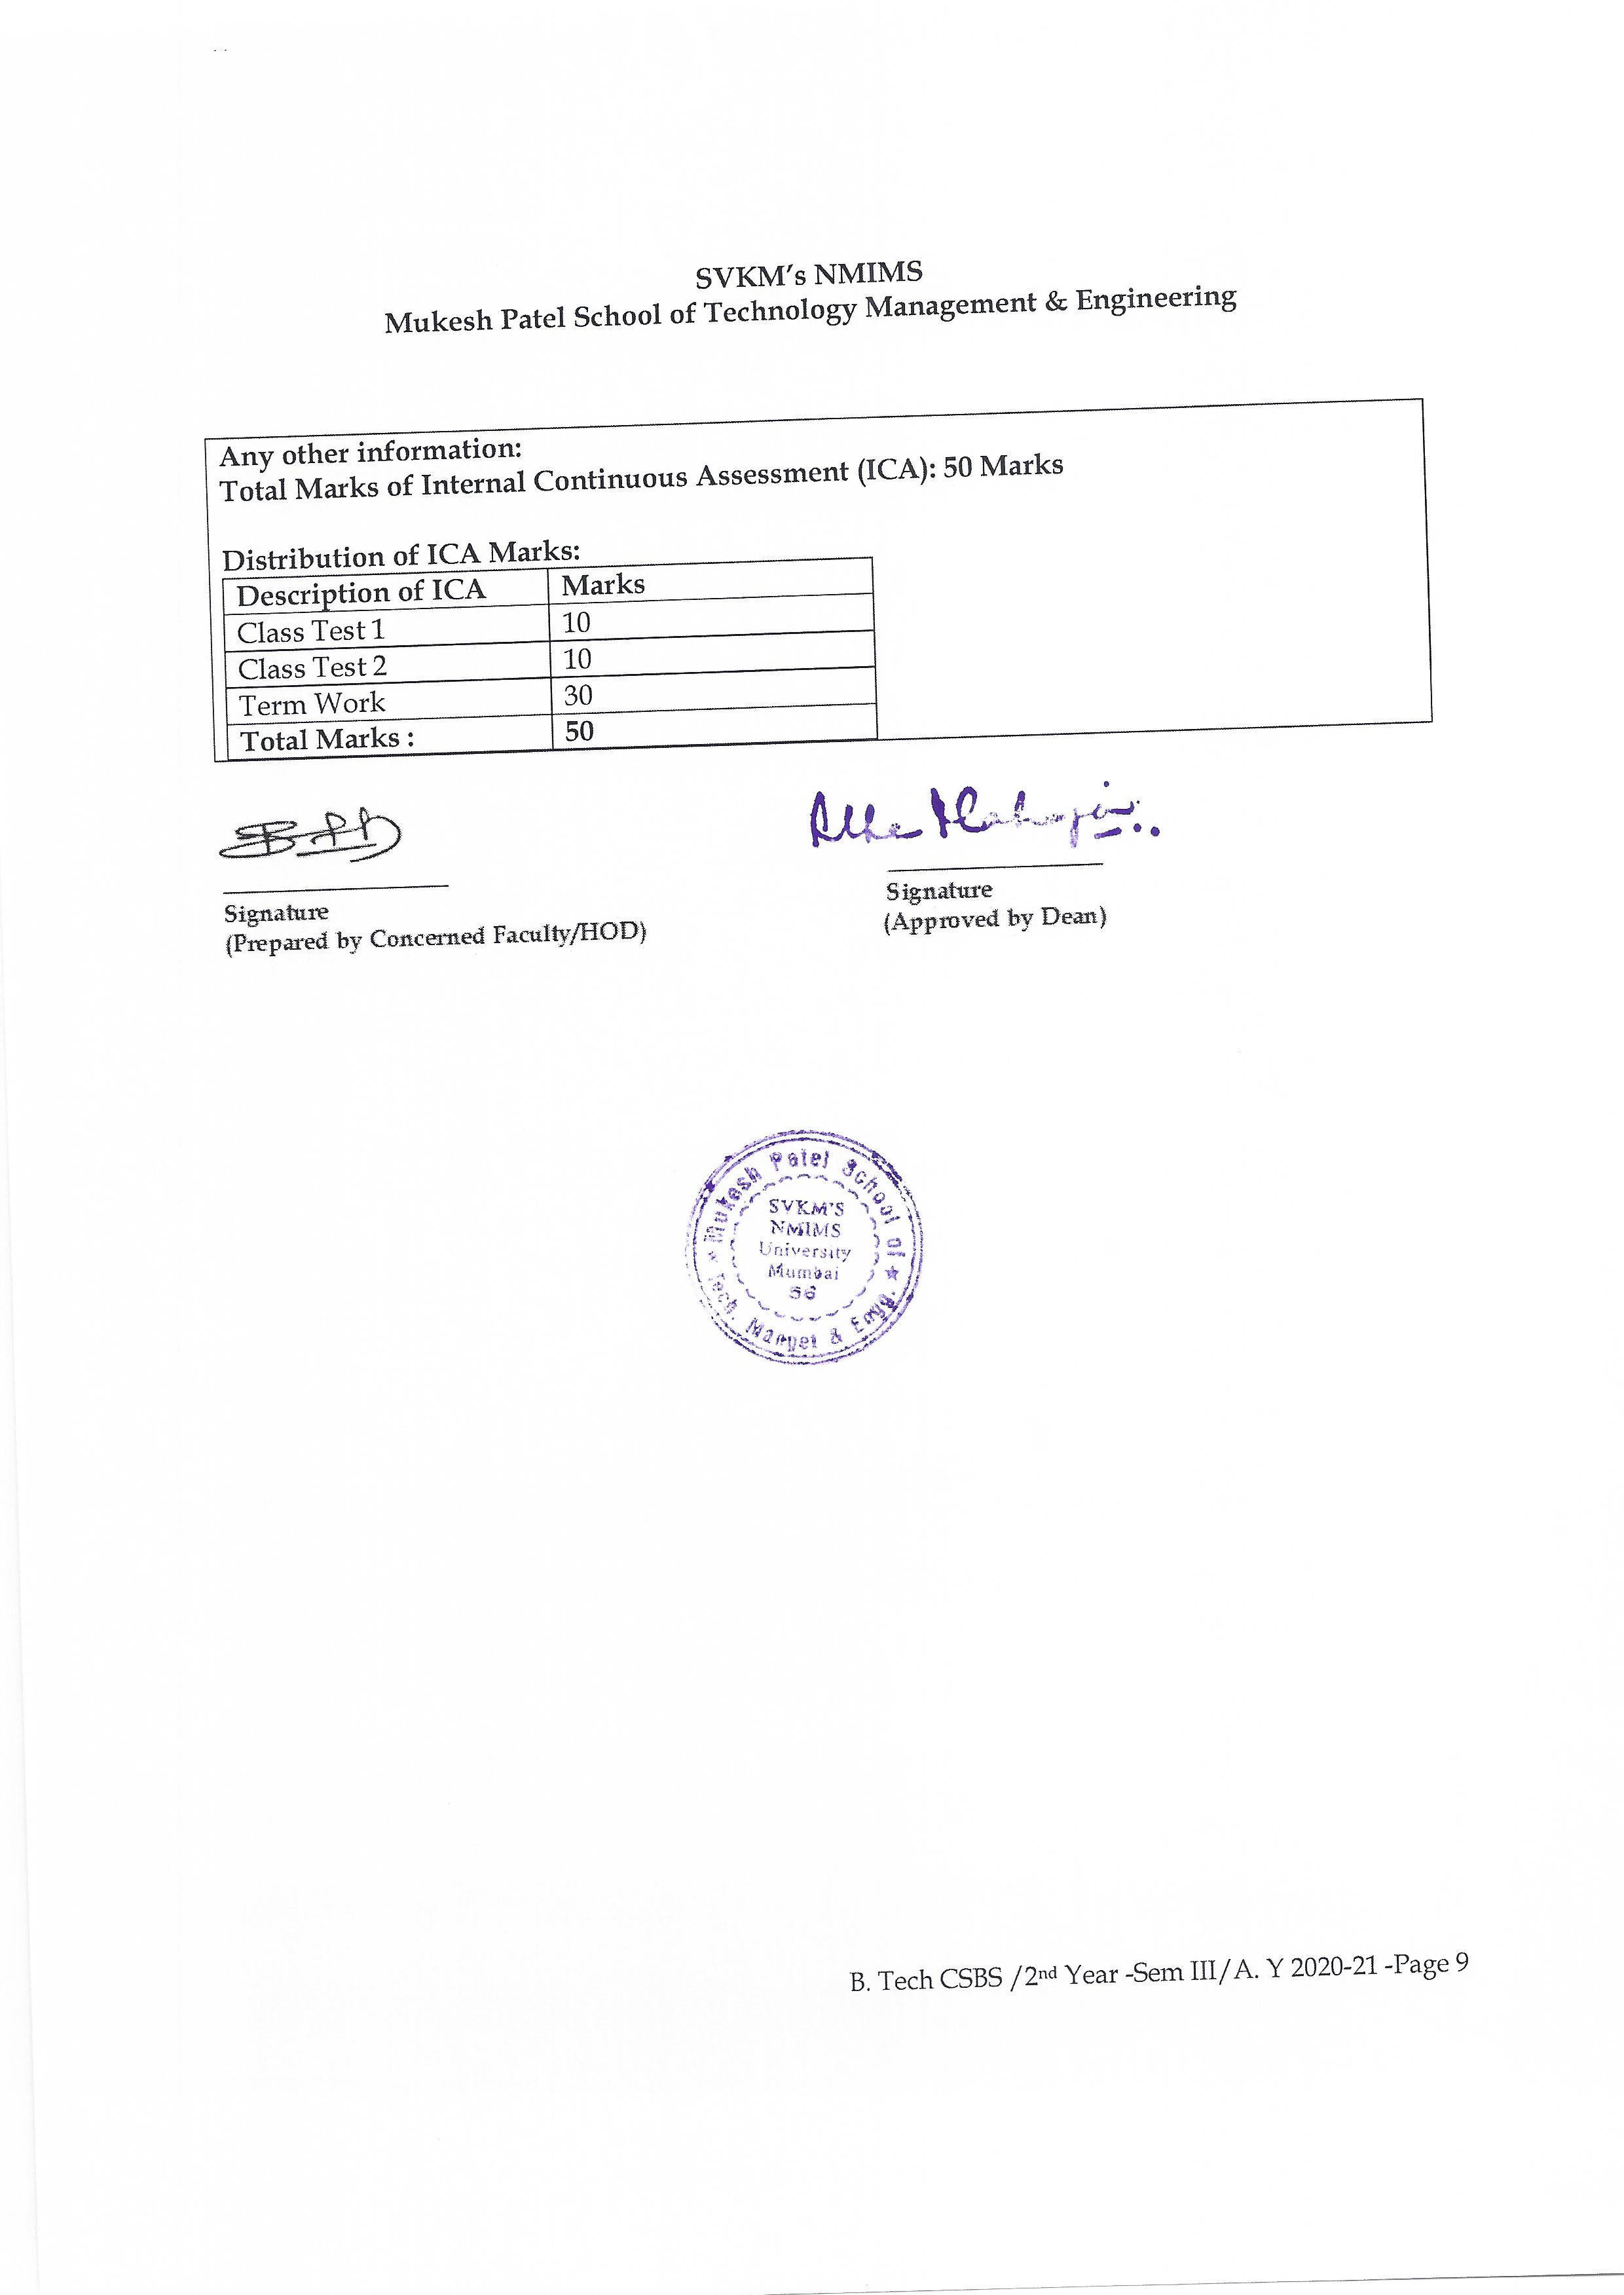 SVKM's NMIMS
Mukesh Patel School of Technology Management & Engineering
Any other information:
Total Marks of Internal Continuous Assessment (ICA): 50 Marks
Distribution of ICA Marks:
Description of ICA Marks
Class Test 1 10
Class Test 2 10
Term Work 30
Total Marks : 50
Signature
(Prepared by Concerned Faculty/HOD)
Signature
(Approved by Dean)
Mukesh Patel School of
Tech. Manget & Engg.
SVKM'S
NMIMS
University
Mumbai
56
B. Tech CSBS /2nd Year -Sem III/A. Y 2020-21 -Page 9